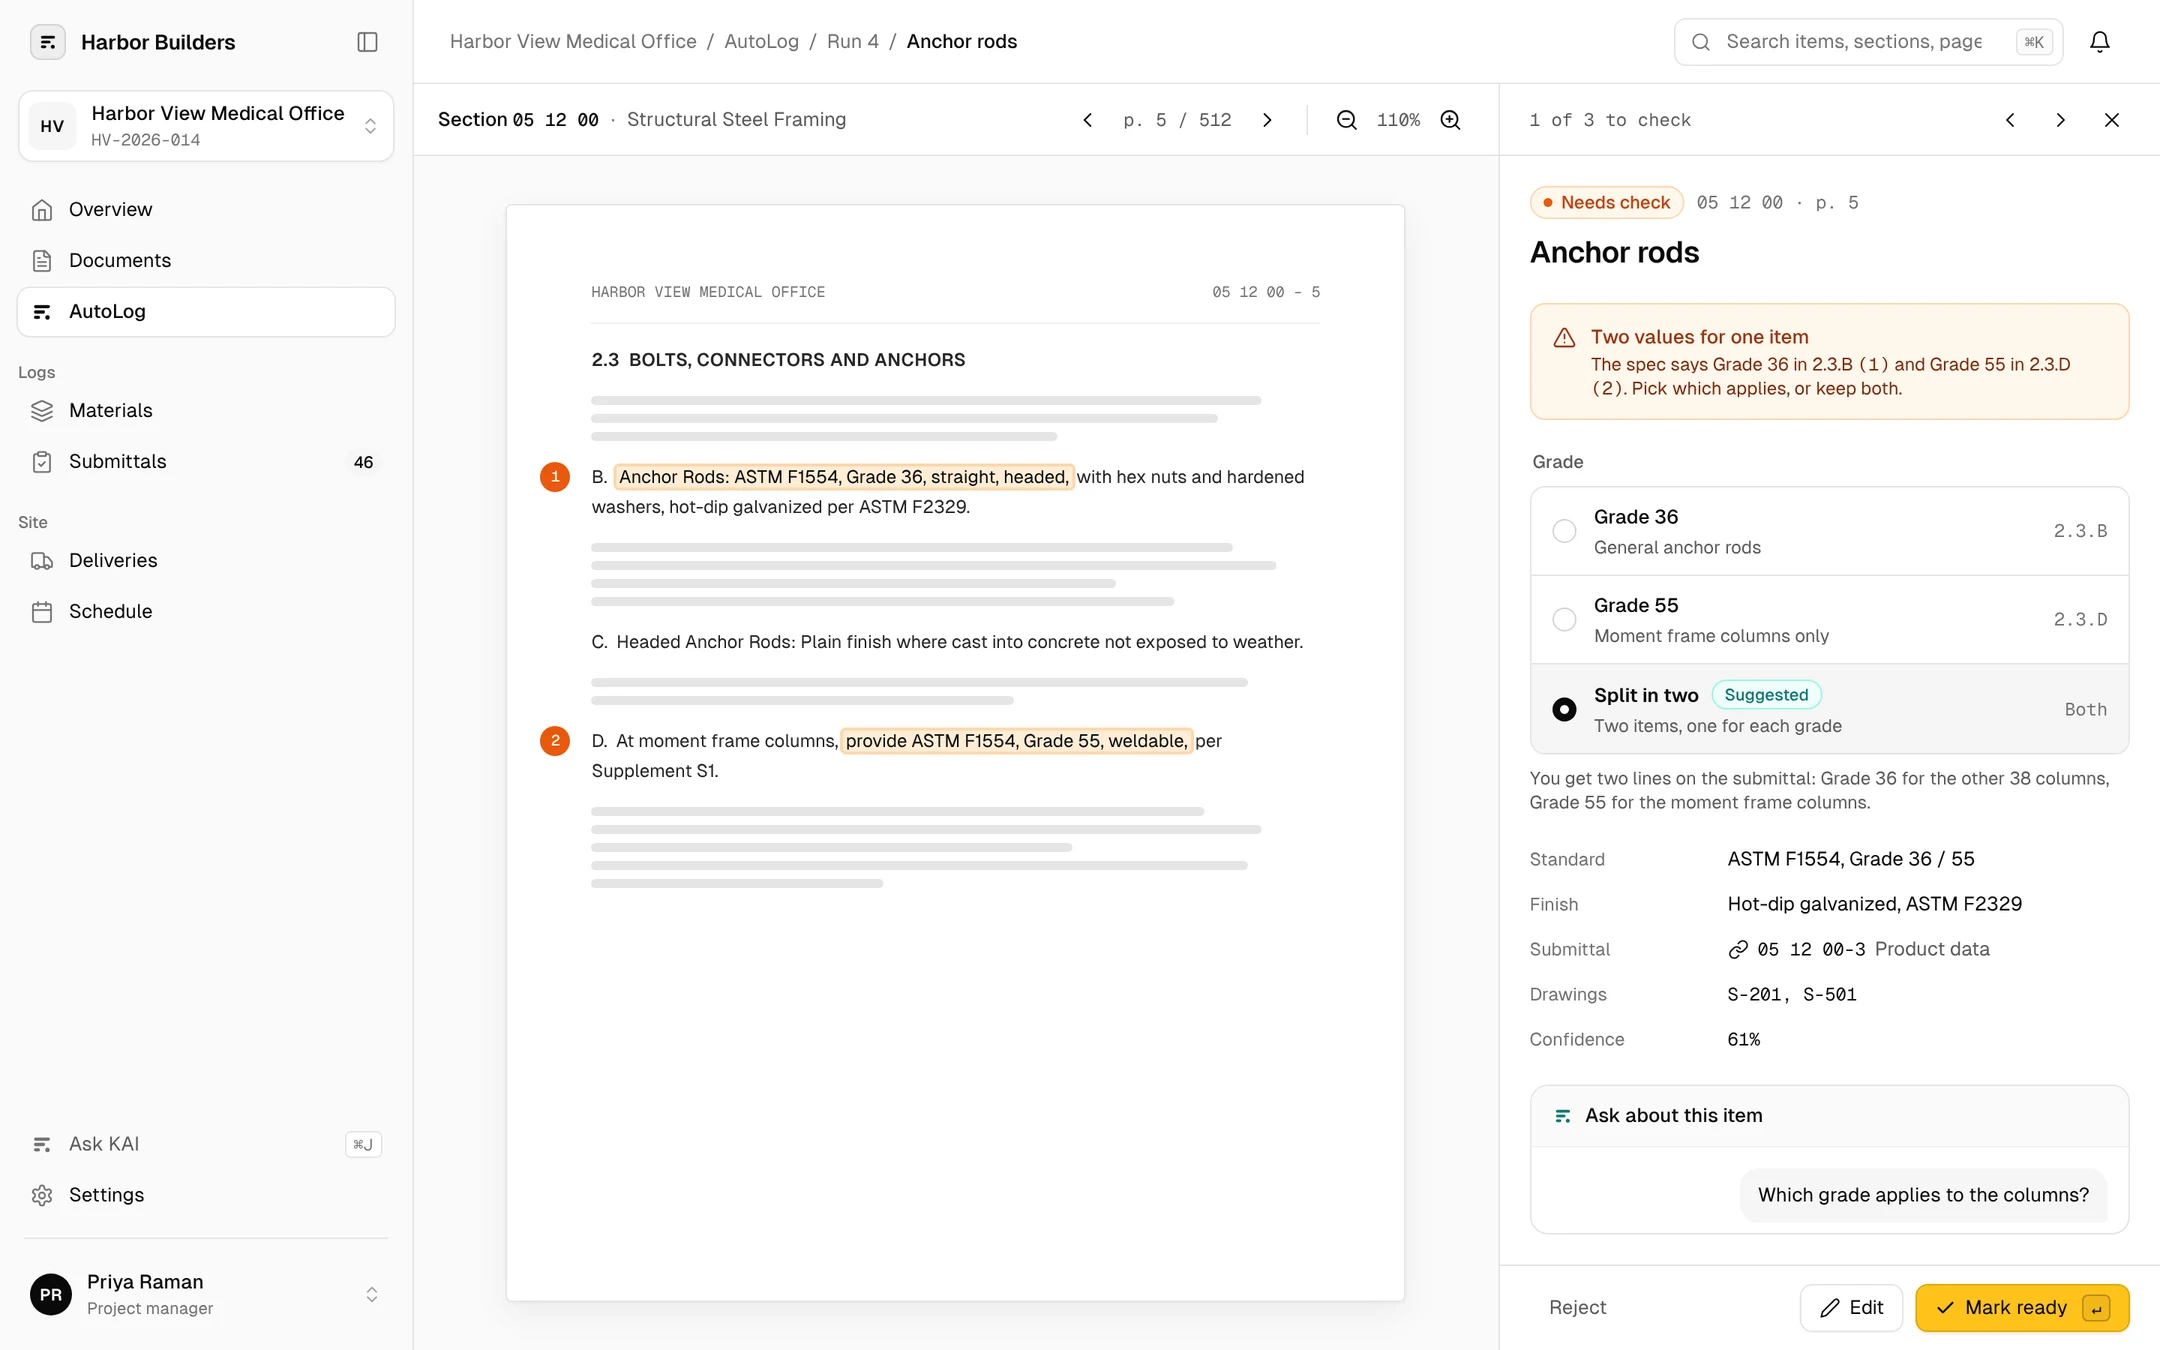 Harbor Builders
HV
Harbor View Medical Office
HV-2026-014
Overview
Documents
AutoLog
Logs
Materials
Submittals 46
Site
Deliveries
Schedule
Ask KAI ⌘J
Settings
PR
Priya Raman
Project manager
Harbor View Medical Office / AutoLog / Run 4 / Anchor rods
Search items, sections, page ⌘K
Section 05 12 00 · Structural Steel Framing
p. 5 / 512
110%
HARBOR VIEW MEDICAL OFFICE 05 12 00 - 5
2.3 BOLTS, CONNECTORS AND ANCHORS
1
B. Anchor Rods: ASTM F1554, Grade 36, straight, headed, with hex nuts and hardened
washers, hot-dip galvanized per ASTM F2329.
C. Headed Anchor Rods: Plain finish where cast into concrete not exposed to weather.
2
D. At moment frame columns, provide ASTM F1554, Grade 55, weldable, per
Supplement S1.
1 of 3 to check
Needs check 05 12 00 · p. 5
Anchor rods
Two values for one item
The spec says Grade 36 in 2.3.B (1) and Grade 55 in 2.3.D
(2). Pick which applies, or keep both.
Grade
Grade 36
General anchor rods
2.3.B
Grade 55
Moment frame columns only
2.3.D
Split in two Suggested
Two items, one for each grade
Both
You get two lines on the submittal: Grade 36 for the other 38 columns,
Grade 55 for the moment frame columns.
Standard ASTM F1554, Grade 36 / 55
Finish Hot-dip galvanized, ASTM F2329
Submittal 05 12 00-3 Product data
Drawings S-201, S-501
Confidence 61%
Ask about this item
Which grade applies to the columns?
Reject
Edit
Mark ready ↵